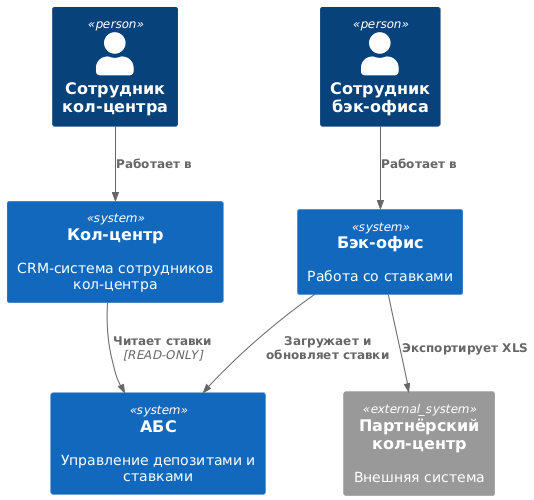 «person»
Сотрудник
кол-центра
«person»
Сотрудник
бэк-офиса
Работает в
Работает в
«system»
Кол-центр
CRM-система сотрудников
кол-центра
«system»
Бэк-офис
Работа со ставками
Читает ставки
[READ-ONLY]
Загружает и
обновляет ставки
Экспортирует XLS
«system»
АБС
Управление депозитами и
ставками
«external_system»
Партнёрский
кол-центр
Внешняя система